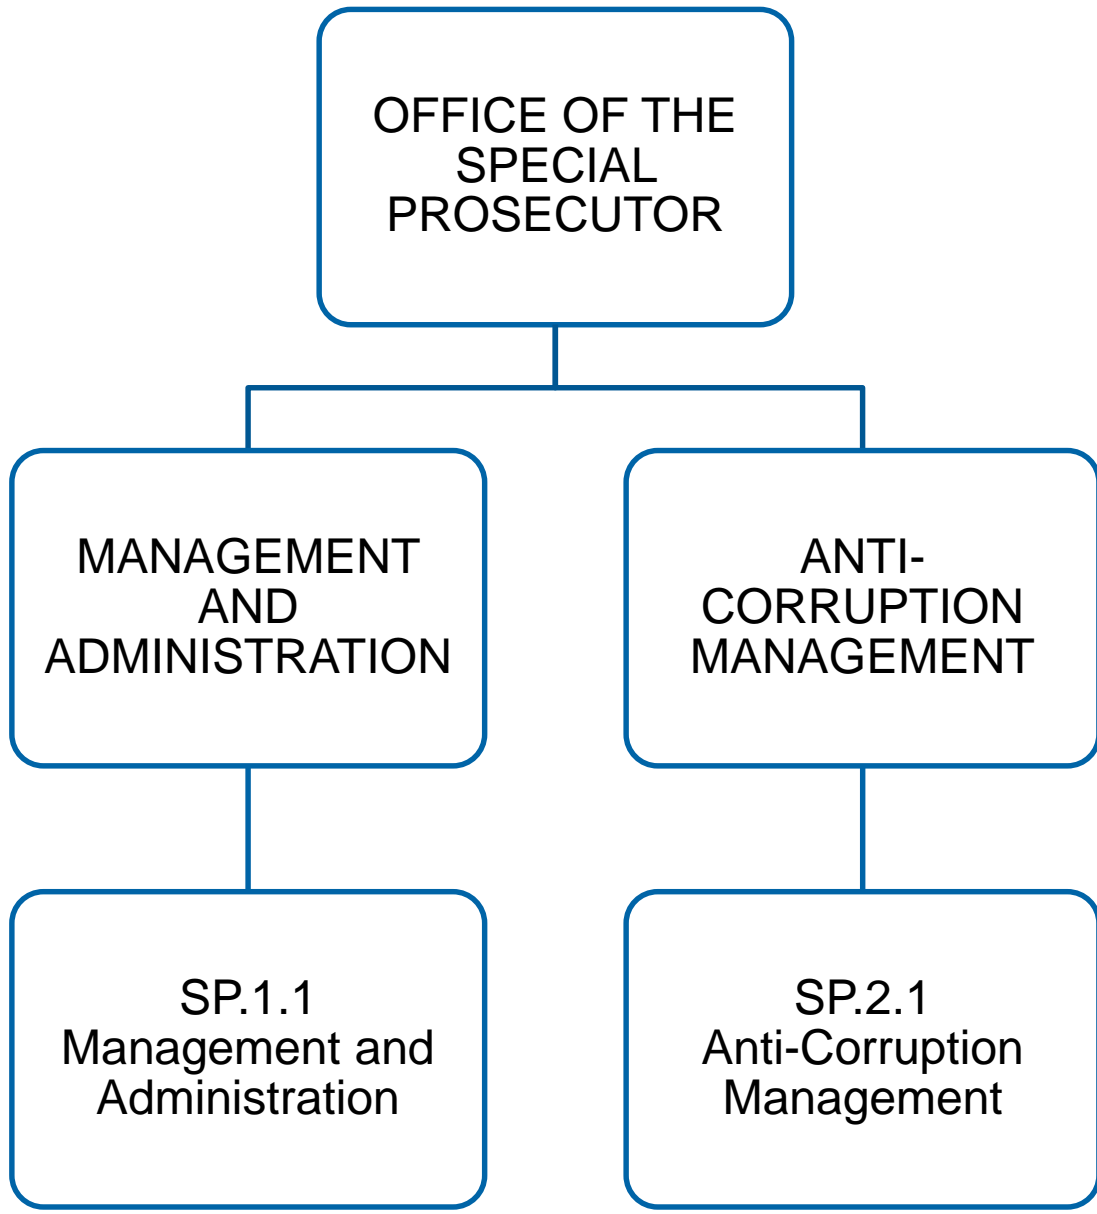 OFFICE OF THE
SPECIAL
PROSECUTOR
MANAGEMENT
AND
ADMINISTRATION
ANTI-
CORRUPTION
MANAGEMENT
SP.1.1
Management and
Administration
SP.2.1
Anti-Corruption
Management